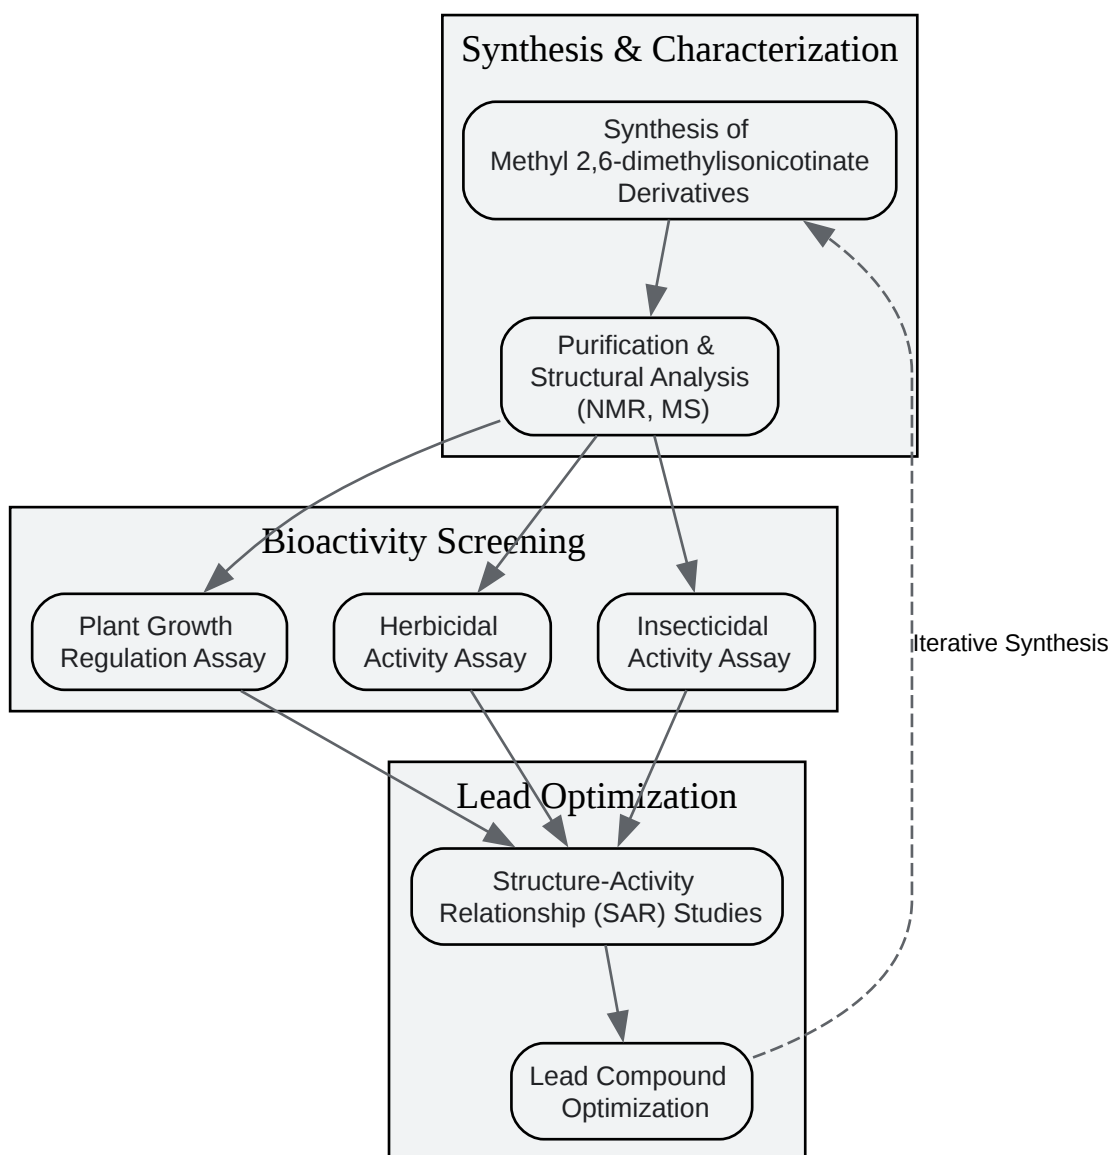 Synthesis & Characterization
Synthesis of
Methyl 2,6-dimethylisonicotinate
Derivatives
Purification &
Structural Analysis
(NMR, MS)
Bioactivity Screening
Plant Growth
Regulation Assay
Herbicidal
Activity Assay
Insecticidal
Activity Assay
Iterative Synthesis
Lead Optimization
Structure-Activity
Relationship (SAR) Studies
Lead Compound
Optimization